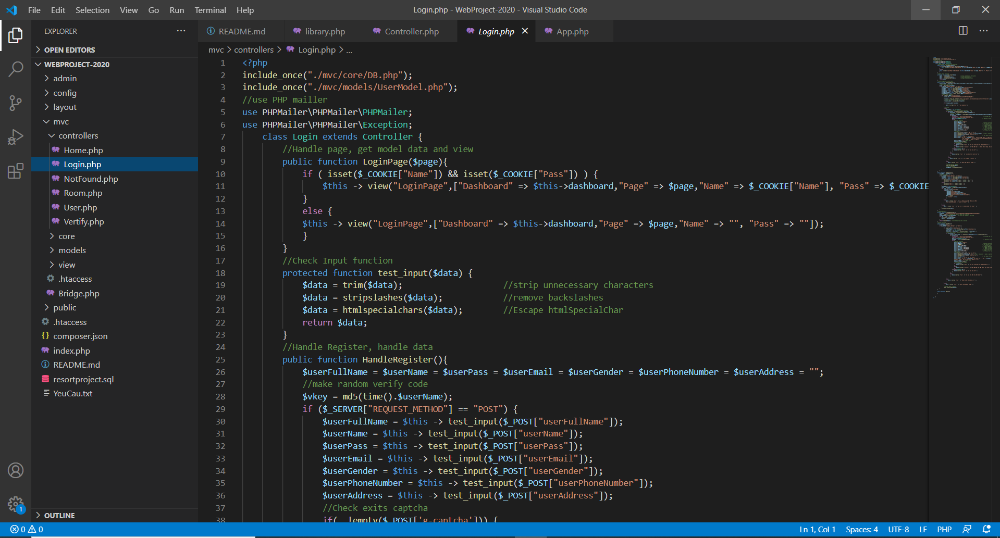 File Edit Selection View Go Run Terminal Help
Login.php - WebProject-2020 - Visual Studio Code
EXPLORER
README.md library.php Controller.php Login.php App.php
mvc > controllers > Login.php > ...
OPEN EDITORS
WEBPROJECT-2020
admin
config
layout
mvc
controllers
Home.php
Login.php
NotFound.php
Room.php
User.php
Vertify.php
core
models
view
.htaccess
Bridge.php
public
.htaccess
composer.json
index.php
README.md
resortproject.sql
YeuCau.txt
OUTLINE
1 <?php
2 include_once("./mvc/core/DB.php");
3 include_once("./mvc/models/UserModel.php");
4 //use PHP mailler
5 use PHPMailer\PHPMailer\PHPMailer;
6 use PHPMailer\PHPMailer\Exception;
7 class Login extends Controller {
8 //Handle page, get model data and view
9 public function LoginPage($page){
10 if ( isset($_COOKIE["Name"]) && isset($_COOKIE["Pass"]) ) {
11 $this -> view("LoginPage",["Dashboard" => $this->dashboard,"Page" => $page,"Name" => $_COOKIE["Name"], "Pass" => $_COOKIE
12 }
13 else {
14 $this -> view("LoginPage",["Dashboard" => $this->dashboard,"Page" => $page,"Name" => "", "Pass" => ""]);
15 }
16 }
17 //Check Input function
18 protected function test_input($data) {
19 $data = trim($data); //strip unnecessary characters
20 $data = stripslashes($data); //remove backslashes
21 $data = htmlspecialchars($data); //Escape htmlSpecialChar
22 return $data;
23 }
24 //Handle Register, handle data
25 public function HandleRegister(){
26 $userFullName = $userName = $userPass = $userEmail = $userGender = $userPhoneNumber = $userAddress = "";
27 //make random verify code
28 $vkey = md5(time().$userName);
29 if ($_SERVER["REQUEST_METHOD"] == "POST") {
30 $userFullName = $this -> test_input($_POST["userFullName"]);
31 $userName = $this -> test_input($_POST["userName"]);
32 $userPass = $this -> test_input($_POST["userPass"]);
33 $userEmail = $this -> test_input($_POST["userEmail"]);
34 $userGender = $this -> test_input($_POST["userGender"]);
35 $userPhoneNumber = $this -> test_input($_POST["userPhoneNumber"]);
36 $userAddress = $this -> test_input($_POST["userAddress"]);
37 //Check exits captcha
38 if( !empty($_POST['g-captcha'])) {
1
0 0
Ln 1, Col 1 Spaces: 4 UTF-8 LF PHP